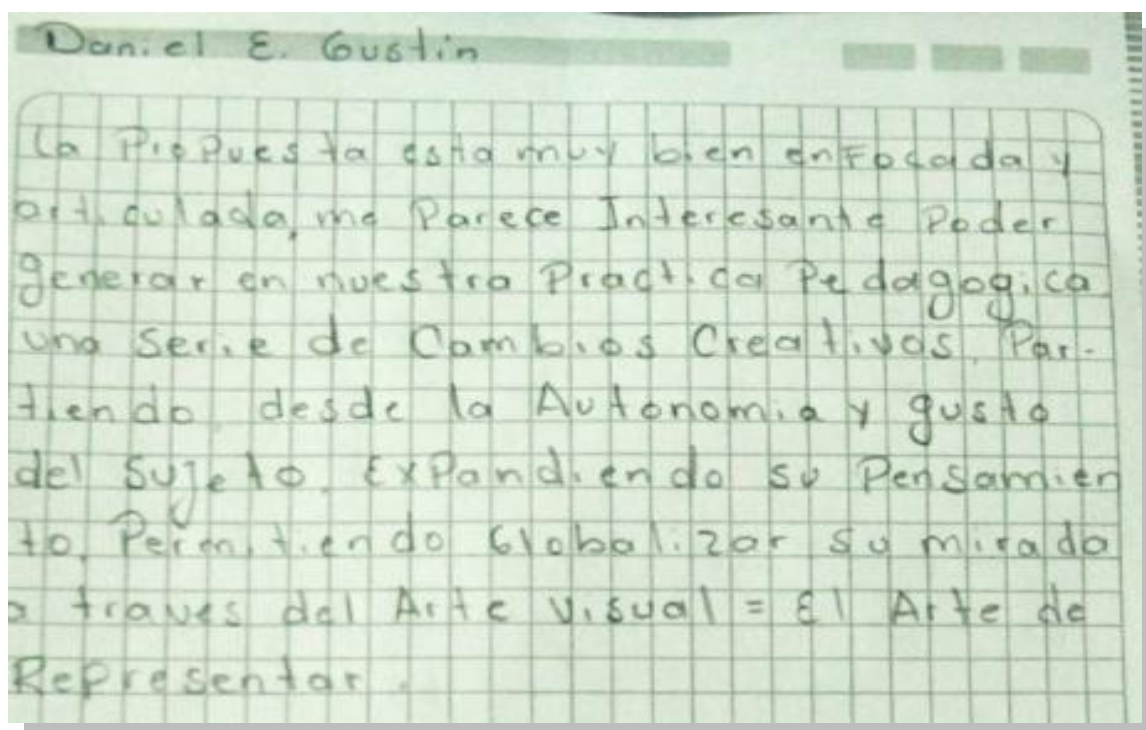 Daniel E. Gustin
la Propuesta esta muy bien enfocada y
articulada, me Parece Interesante Poder
generar en nuestra Practica Pedagogica
una Serie de Cambios Creativos. Par-
tiendo desde la Autonomia y gusto
del Sujeto. Expandiendo su Pensamien
to. Permitiendo Globalizar su mirada
a traves del Arte Visual = El Arte de
Representar.